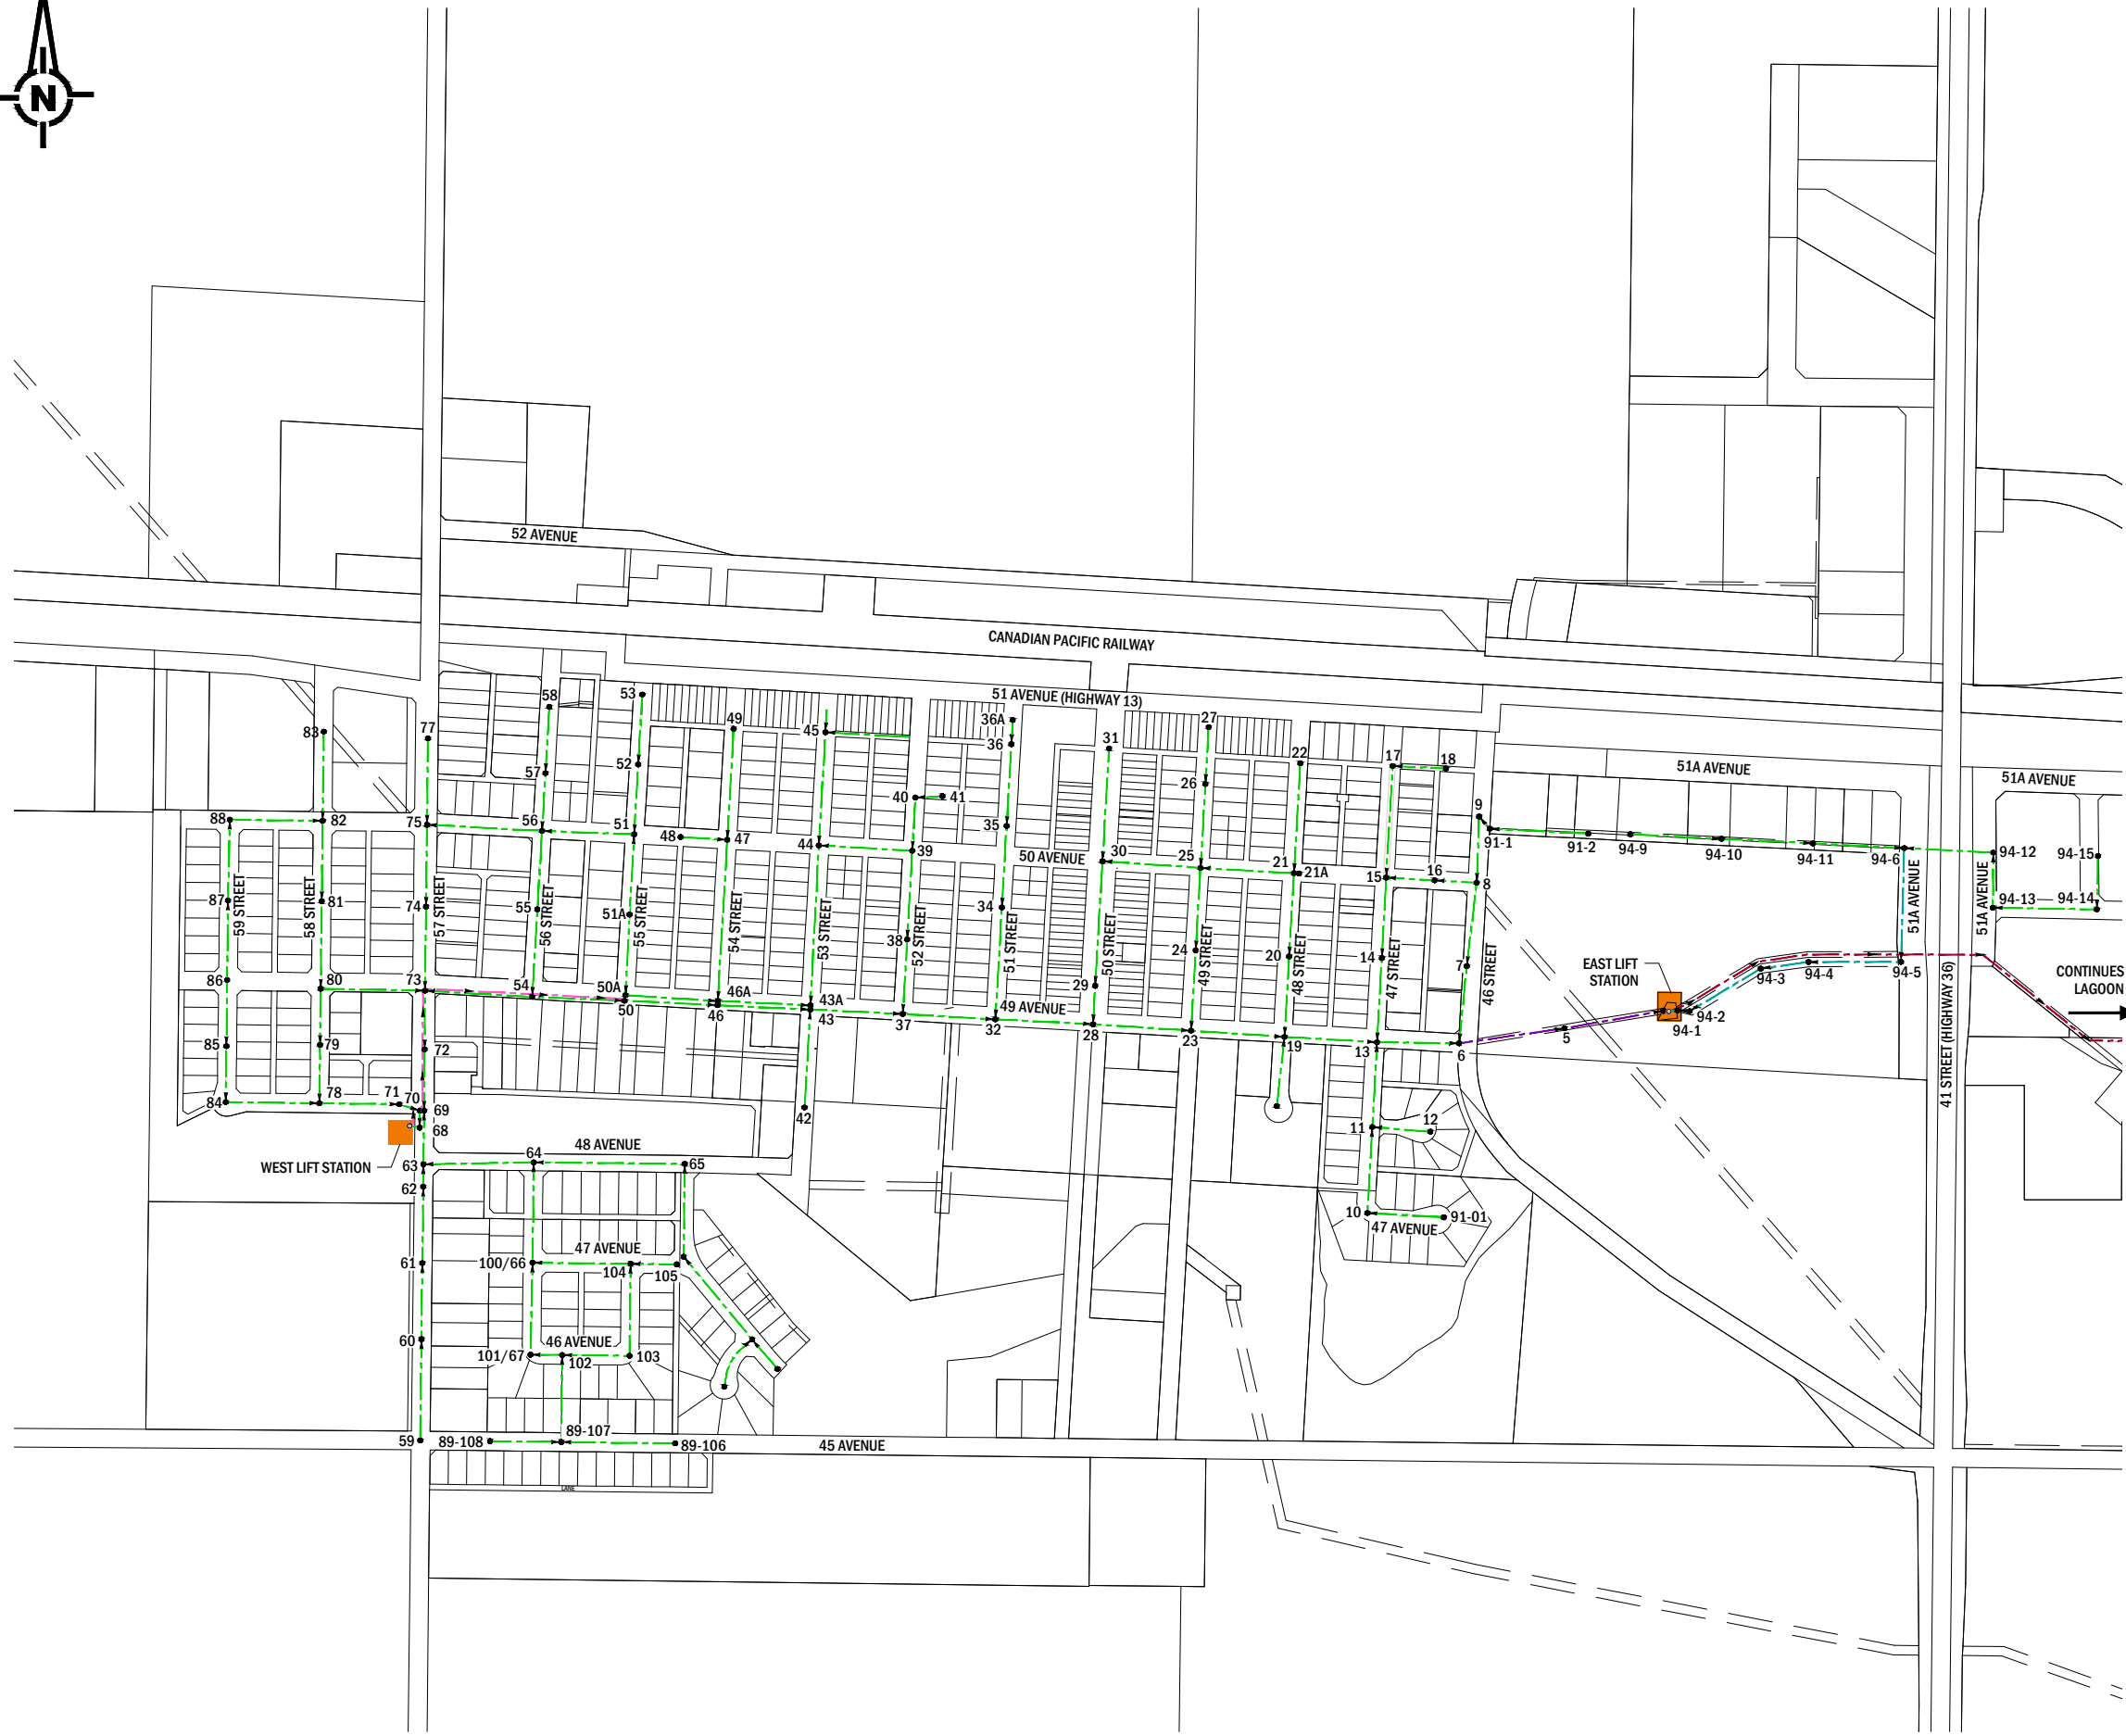 N
52 AVENUE
CANADIAN PACIFIC RAILWAY
51 AVENUE (HIGHWAY 13)
58
53
36A
49
45
36
27
31
83
77
22
17
18
51A AVENUE
51A AVENUE
57
52
26
40
41
9
88
82
75
56
51
48
47
44
39
35
50 AVENUE
30
25
21
21A
15
16
8
91-1
91-2
94-9
94-10
94-11
94-6
94-12
94-15
87
59 STREET
58 STREET
81
74
57 STREET
55
56 STREET
51A
55 STREET
54 STREET
53 STREET
38
52 STREET
34
51 STREET
50 STREET
24
49 STREET
20
48 STREET
14
47 STREET
7
46 STREET
51A AVENUE
51A AVENUE
94-13
94-14
86
80
73
54
50A
50
46A
46
43A
43
37
49 AVENUE
32
29
28
23
19
13
6
5
EAST LIFT
STATION
94-1
94-2
94-3
94-4
94-5
41 STREET (HIGHWAY 36)
CONTINUES
LAGOON
85
79
72
84
78
71
70
69
68
42
11
12
WEST LIFT STATION
63
64
48 AVENUE
65
62
10
91-01
47 AVENUE
61
100/66
47 AVENUE
104
105
60
46 AVENUE
101/67
102
103
59
89-108
89-107
89-106
45 AVENUE
LANE